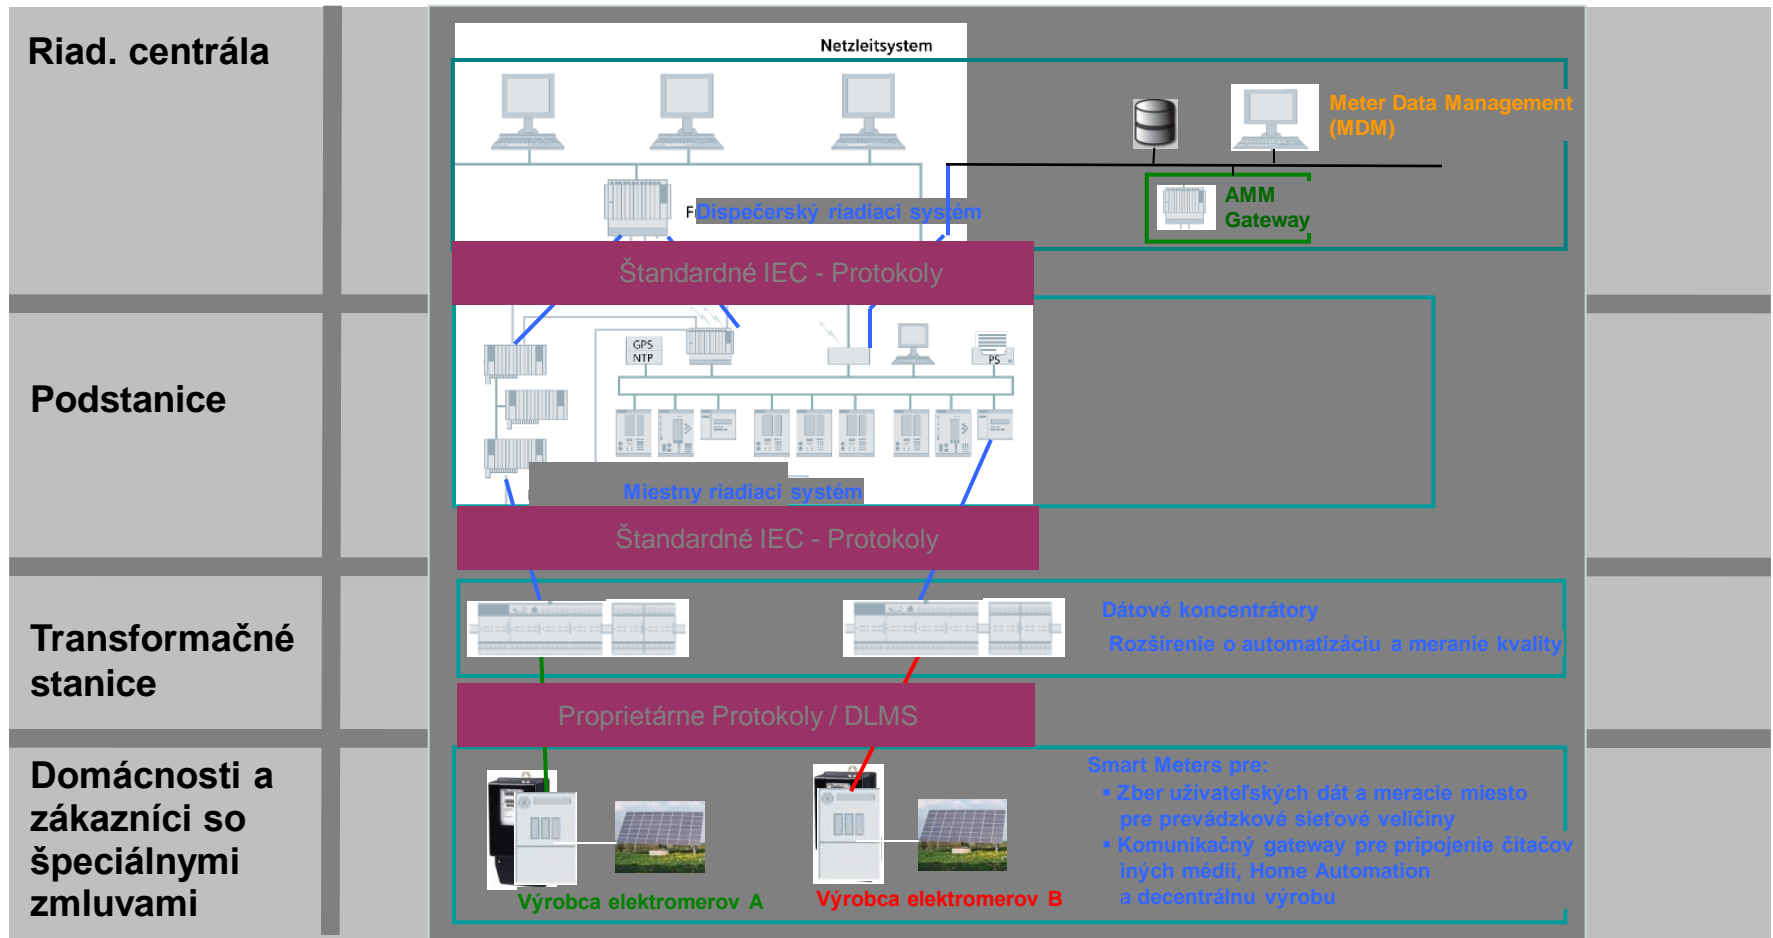 Riad. centrála
Netzleitsystem
Meter Data Management
(MDM)
AMM
Gateway
Dispečerský riadiaci systém
Štandardné IEC - Protokoly
Podstanice
GPS
NTP
PS
Miestny riadiaci systém
Štandardné IEC - Protokoly
Transformačné
stanice
Dátové koncentrátory
Rozšírenie o automatizáciu a meranie kvality
Proprietárne Protokoly / DLMS
Domácnosti a
zákazníci so
špeciálnymi
zmluvami
Smart Meters pre:
▪ Zber užívateľských dát a meracie miesto
pre prevádzkové sieťové veličiny
▪ Komunikačný gateway pre pripojenie čítačov
iných médií, Home Automation
a decentrálnu výrobu
Výrobca elektromerov A
Výrobca elektromerov B